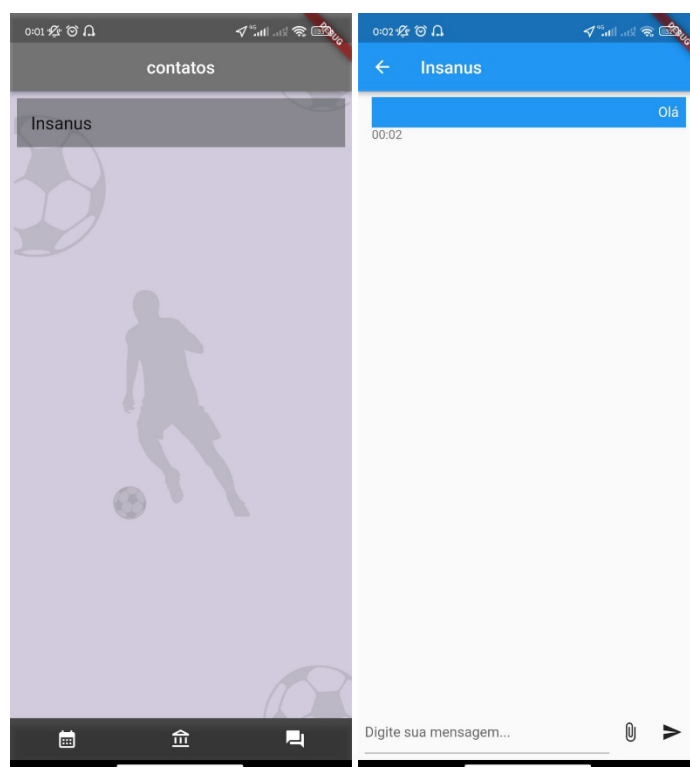 0:01
contatos
Insanus
0:02
Insanus
Olá
00:02
Digite sua mensagem...